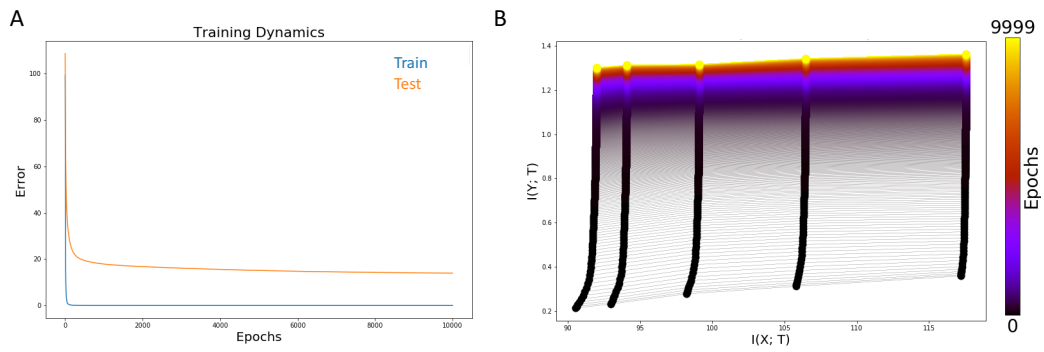 A
Training Dynamics
Train
Test
100
80
60
40
20
0
Error
0 2000 4000 6000 8000 10000
Epochs
B
1.4
1.2
1.0
0.8
0.6
0.4
0.2
I(Y; T)
90 95 100 105 110 115
I(X; T)
9999
Epochs
0